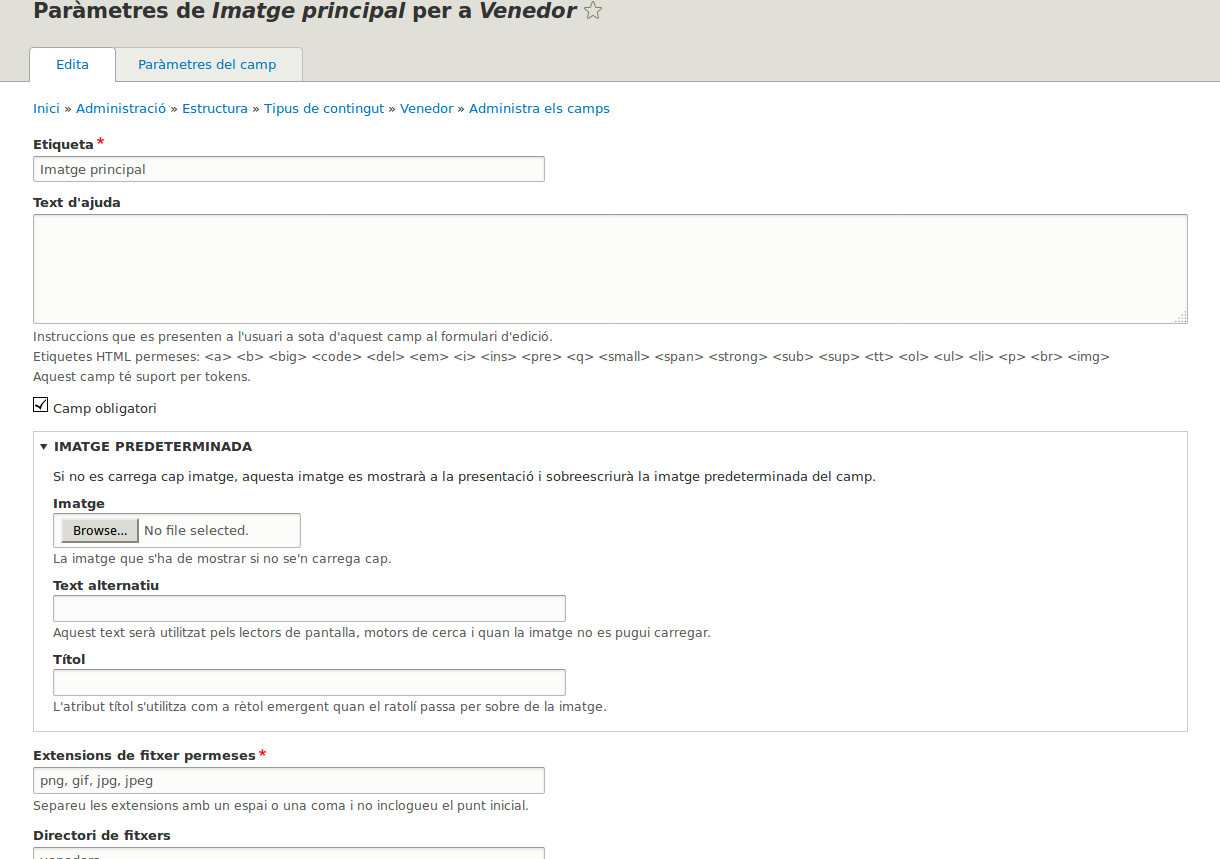 Paràmetres de Imatge principal per a Venedor
Edita Paràmetres del camp
Inici » Administració » Estructura » Tipus de contingut » Venedor » Administra els camps
Etiqueta *
Imatge principal
Text d'ajuda
Instruccions que es presenten a l'usuari a sota d'aquest camp al formulari d'edició.
Etiquetes HTML permeses: <a> <b> <big> <code> <del> <em> <i> <ins> <pre> <q> <small> <span> <strong> <sub> <sup> <tt> <ol> <ul> <li> <p> <br> <img>
Aquest camp té suport per tokens.
Camp obligatori
IMATGE PREDETERMINADA
Si no es carrega cap imatge, aquesta imatge es mostrarà a la presentació i sobreescriurà la imatge predeterminada del camp.
Imatge
Browse... No file selected.
La imatge que s'ha de mostrar si no se'n carrega cap.
Text alternatiu
Aquest text serà utilitzat pels lectors de pantalla, motors de cerca i quan la imatge no es pugui carregar.
Títol
L'atribut títol s'utilitza com a rètol emergent quan el ratolí passa per sobre de la imatge.
Extensions de fitxer permeses *
png, gif, jpg, jpeg
Separeu les extensions amb un espai o una coma i no inclogueu el punt inicial.
Directori de fitxers